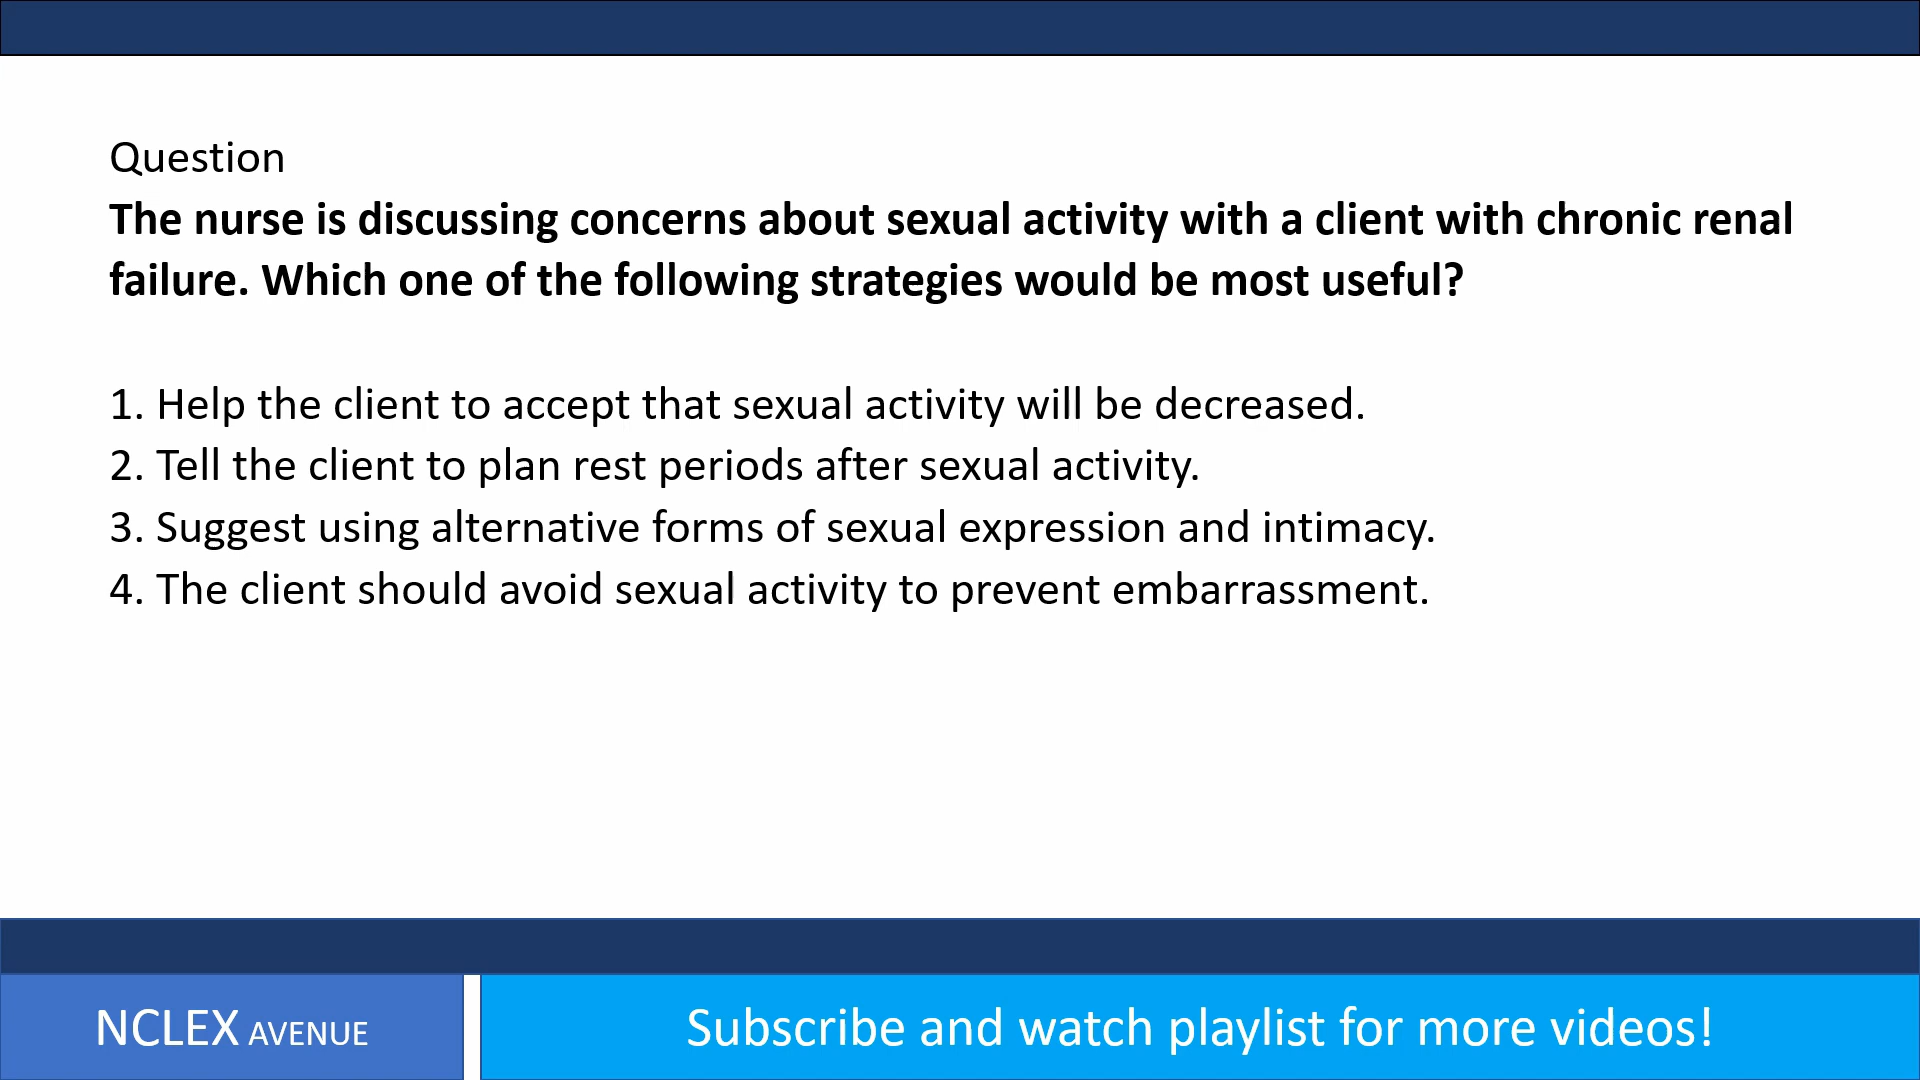 Question
The nurse is discussing concerns about sexual activity with a client with chronic renal
failure. Which one of the following strategies would be most useful?
1. Help the client to accept that sexual activity will be decreased.
2. Tell the client to plan rest periods after sexual activity.
3. Suggest using alternative forms of sexual expression and intimacy.
4. The client should avoid sexual activity to prevent embarrassment.
NCLEX AVENUE
Subscribe and watch playlist for more videos!